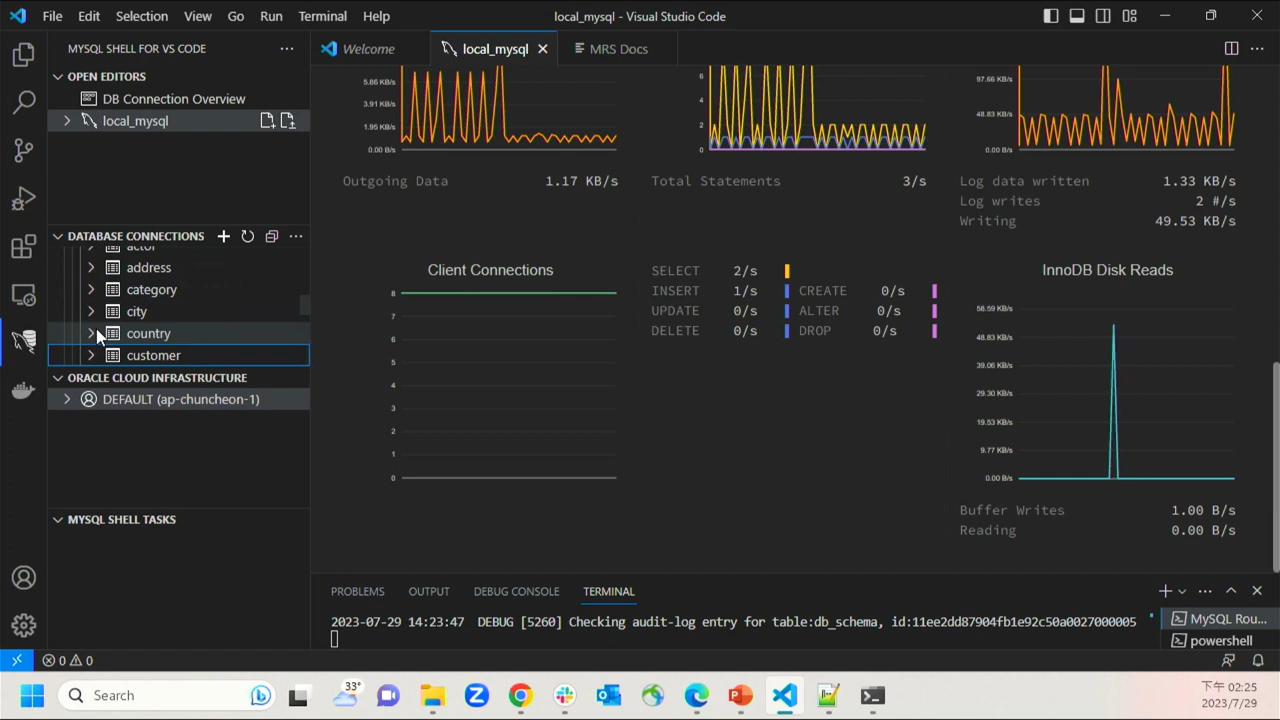 File Edit Selection View Go Run Terminal Help
local_mysql - Visual Studio Code
MYSQL SHELL FOR VS CODE
OPEN EDITORS
DB Connection Overview
local_mysql
DATABASE CONNECTIONS
actor
address
category
city
country
customer
ORACLE CLOUD INFRASTRUCTURE
DEFAULT (ap-chuncheon-1)
MYSQL SHELL TASKS
Welcome
local_mysql
MRS Docs
5.86 KB/s
3.91 KB/s
1.95 KB/s
0.00 B/s
Outgoing Data 1.17 KB/s
6
4
2
0
Total Statements 3/s
97.66 KB/s
48.83 KB/s
0.00 B/s
Log data written 1.33 KB/s
Log writes 2 #/s
Writing 49.53 KB/s
Client Connections
8
7
6
5
4
3
2
1
0
SELECT 2/s
INSERT 1/s CREATE 0/s
UPDATE 0/s ALTER 0/s
DELETE 0/s DROP 0/s
InnoDB Disk Reads
58.59 KB/s
48.83 KB/s
39.06 KB/s
29.30 KB/s
19.53 KB/s
9.77 KB/s
0.00 B/s
Buffer Writes 1.00 B/s
Reading 0.00 B/s
PROBLEMS OUTPUT DEBUG CONSOLE TERMINAL
2023-07-29 14:23:47 DEBUG [5260] Checking audit-log entry for table:db_schema, id:11ee2dd87904fb1e92c50a0027000005
MySQL Rou...
powershell
0 0
Search
33°
下午 02:25
2023/7/29